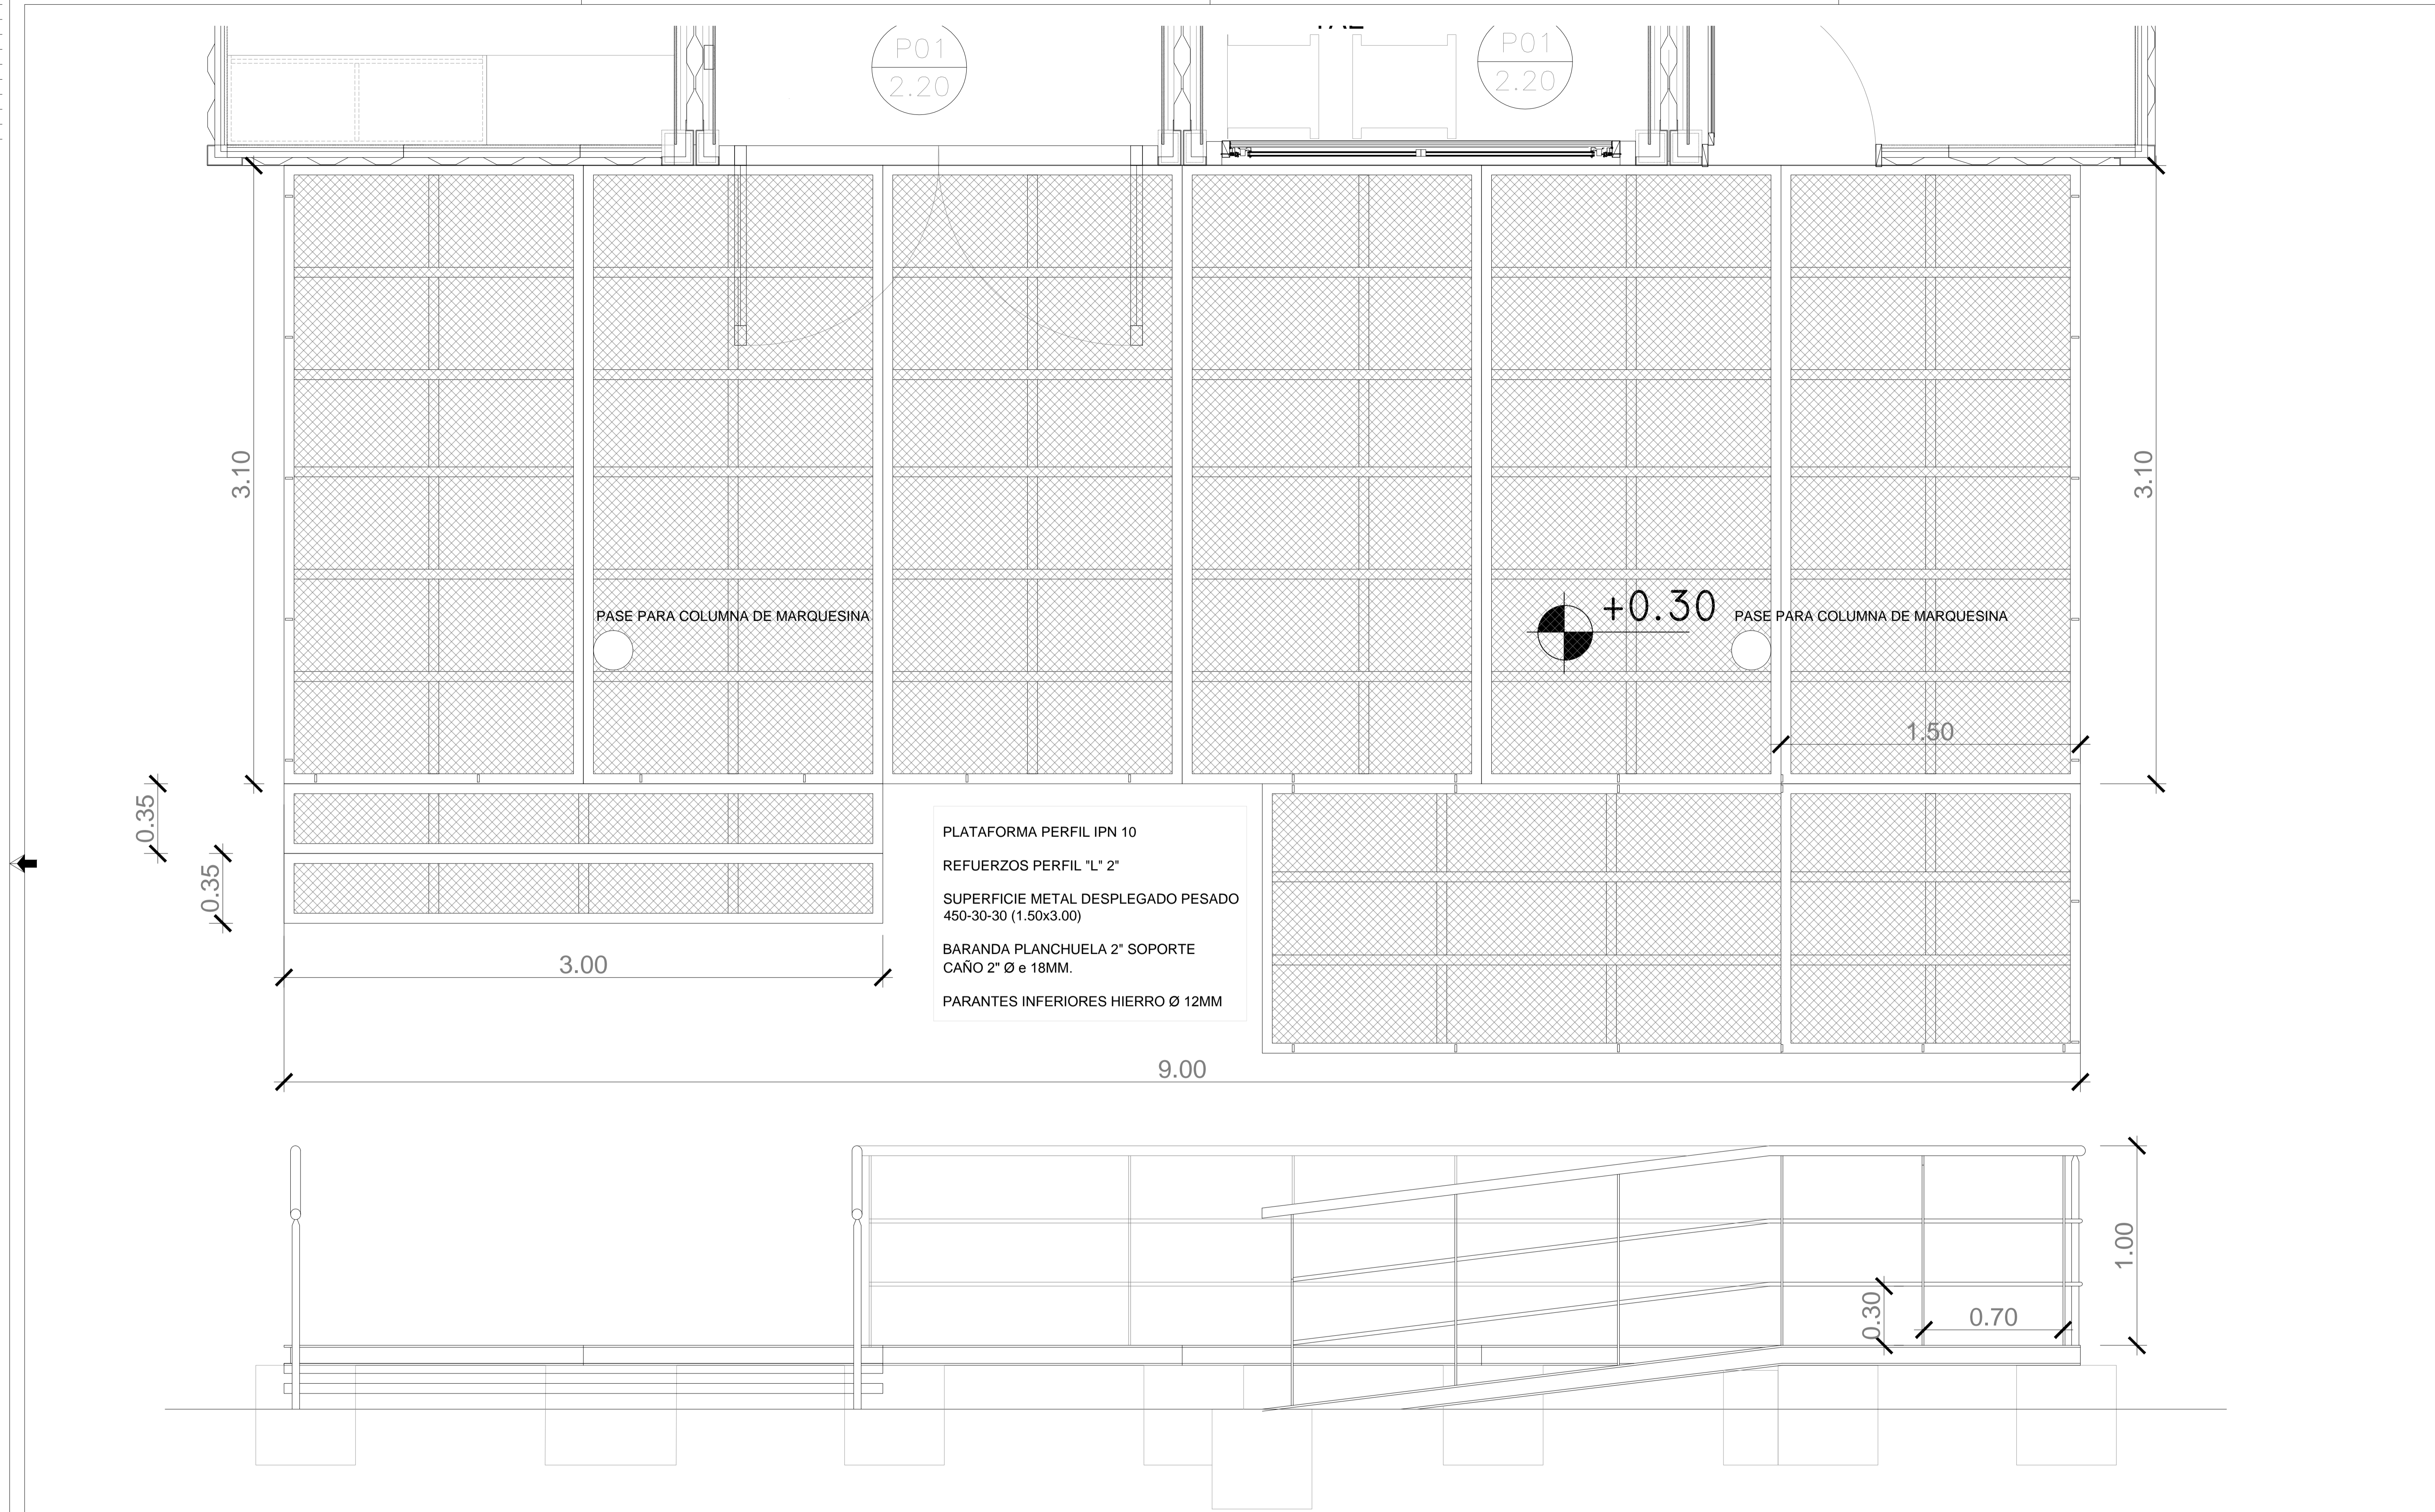 P01
2.20
P01
2.20
3.10
3.10
PASE PARA COLUMNA DE MARQUESINA
+0.30
PASE PARA COLUMNA DE MARQUESINA
1.50
0.35
0.35
PLATAFORMA PERFIL IPN 10
REFUERZOS PERFIL "L" 2"
SUPERFICIE METAL DESPLEGADO PESADO
450-30-30 (1.50x3.00)
BARANDA PLANCHUELA 2" SOPORTE
CAÑO 2" Ø e 18MM.
PARANTES INFERIORES HIERRO Ø 12MM
3.00
9.00
1.00
0.30
0.70